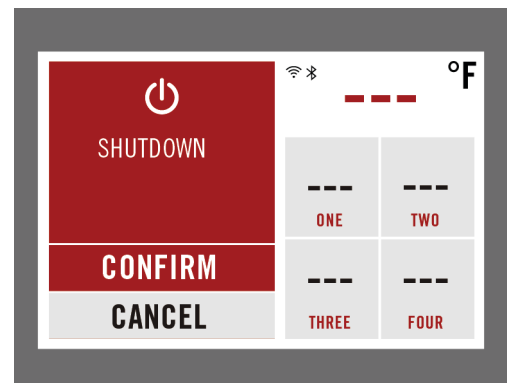 SHUTDOWN
CONFIRM
CANCEL
--- °F
--- ---
ONE TWO
--- ---
THREE FOUR